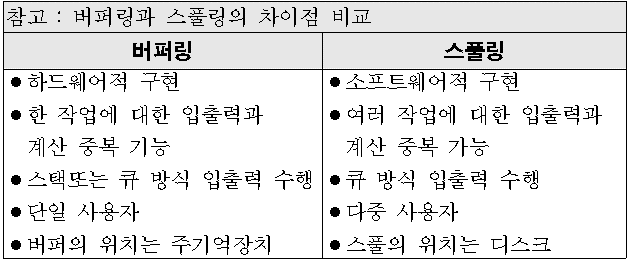 참고 : 버퍼링과 스풀링의 차이점 비교
버퍼링
● 하드웨어적 구현
● 한 작업에 대한 입출력과
계산 중복 기능
● 스택또는 큐 방식 입출력 수행
● 단일 사용자
● 버퍼의 위치는 주기억장치
스풀링
● 소프트웨어적 구현
● 여러 작업에 대한 입출력과
계산 중복 가능
● 큐 방식 입출력 수행
● 다중 사용자
● 스풀의 위치는 디스크